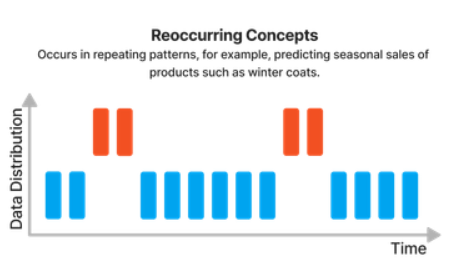 Reoccurring Concepts
Occurs in repeating patterns, for example, predicting seasonal sales of
products such as winter coats.
Data Distribution
Time